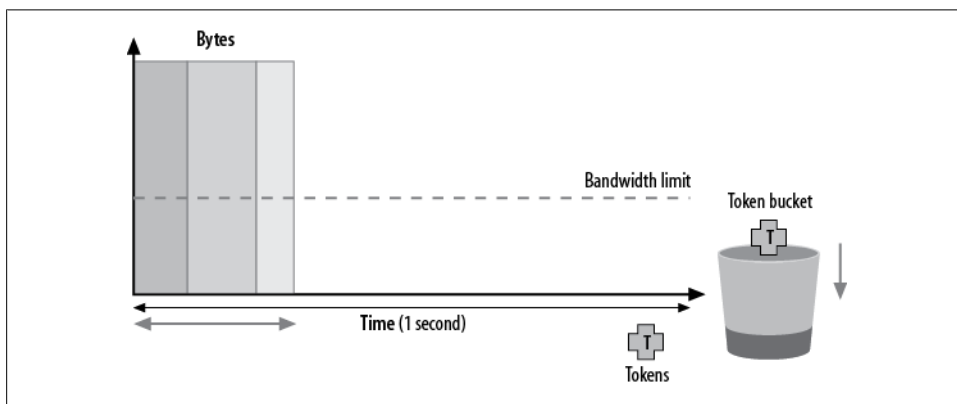 Bytes
Bandwidth limit
Token bucket
T
Time (1 second)
T
Tokens